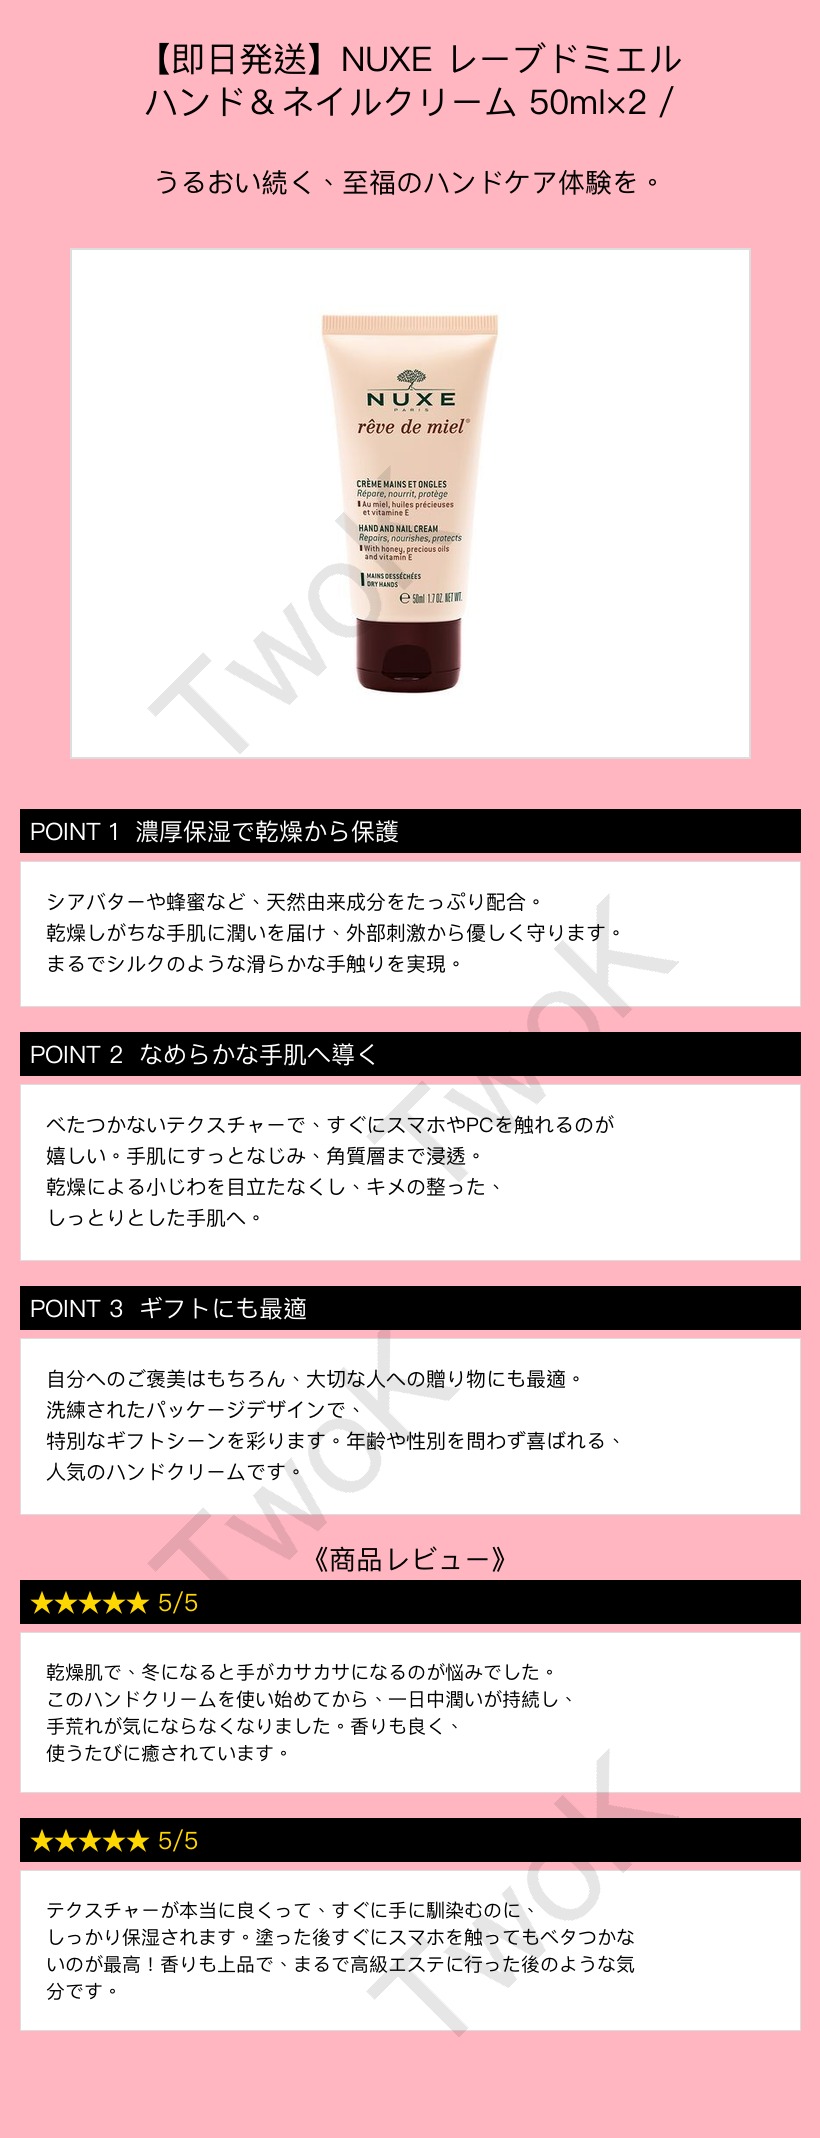 【即日発送】NUXE レーブドミエル
ハンド＆ネイルクリーム 50ml×2 /
うるおい続く、至福のハンドケア体験を。
NUXE
PARIS
rêve de miel®
CRÈME MAINS ET ONGLES
Répare, nourrit, protège
Au miel, huiles précieuses
et vitamine E
HAND AND NAIL CREAM
Repairs, nourishes, protects
With honey, precious oils
and vitamin E
MAINS DESSÉCHÉES
DRY HANDS
℮ 50ml 1.7 OZ. NET WT.
TwoK
POINT 1 濃厚保湿で乾燥から保護
シアバターや蜂蜜など、天然由来成分をたっぷり配合。
乾燥しがちな手肌に潤いを届け、外部刺激から優しく守ります。
まるでシルクのような滑らかな手触りを実現。
TwoK
POINT 2 なめらかな手肌へ導く
べたつかないテクスチャーで、すぐにスマホやPCを触れるのが
嬉しい。手肌にすっとなじみ、角質層まで浸透。
乾燥による小じわを目立たなくし、キメの整った、
しっとりとした手肌へ。
POINT 3 ギフトにも最適
自分へのご褒美はもちろん、大切な人への贈り物にも最適。
洗練されたパッケージデザインで、
特別なギフトシーンを彩ります。年齢や性別を問わず喜ばれる、
人気のハンドクリームです。
TwoK
《商品レビュー》
★★★★★ 5/5
乾燥肌で、冬になると手がカサカサになるのが悩みでした。
このハンドクリームを使い始めてから、一日中潤いが持続し、
手荒れが気にならなくなりました。香りも良く、
使うたびに癒されています。
★★★★★ 5/5
テクスチャーが本当に良くって、すぐに手に馴染むのに、
しっかり保湿されます。塗った後すぐにスマホを触ってもベタつかな
いのが最高！香りも上品で、まるで高級エステに行った後のような気
分です。
TwoK